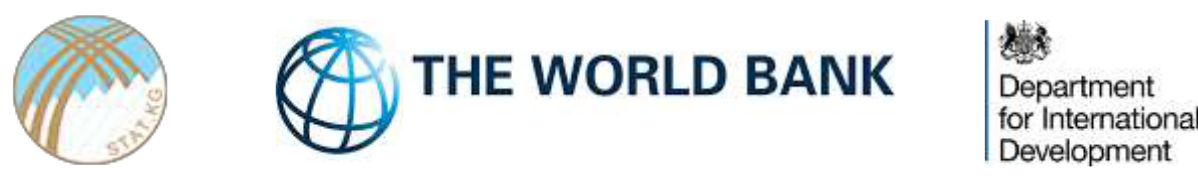 STAT.KG
THE WORLD BANK
Department
for International
Development